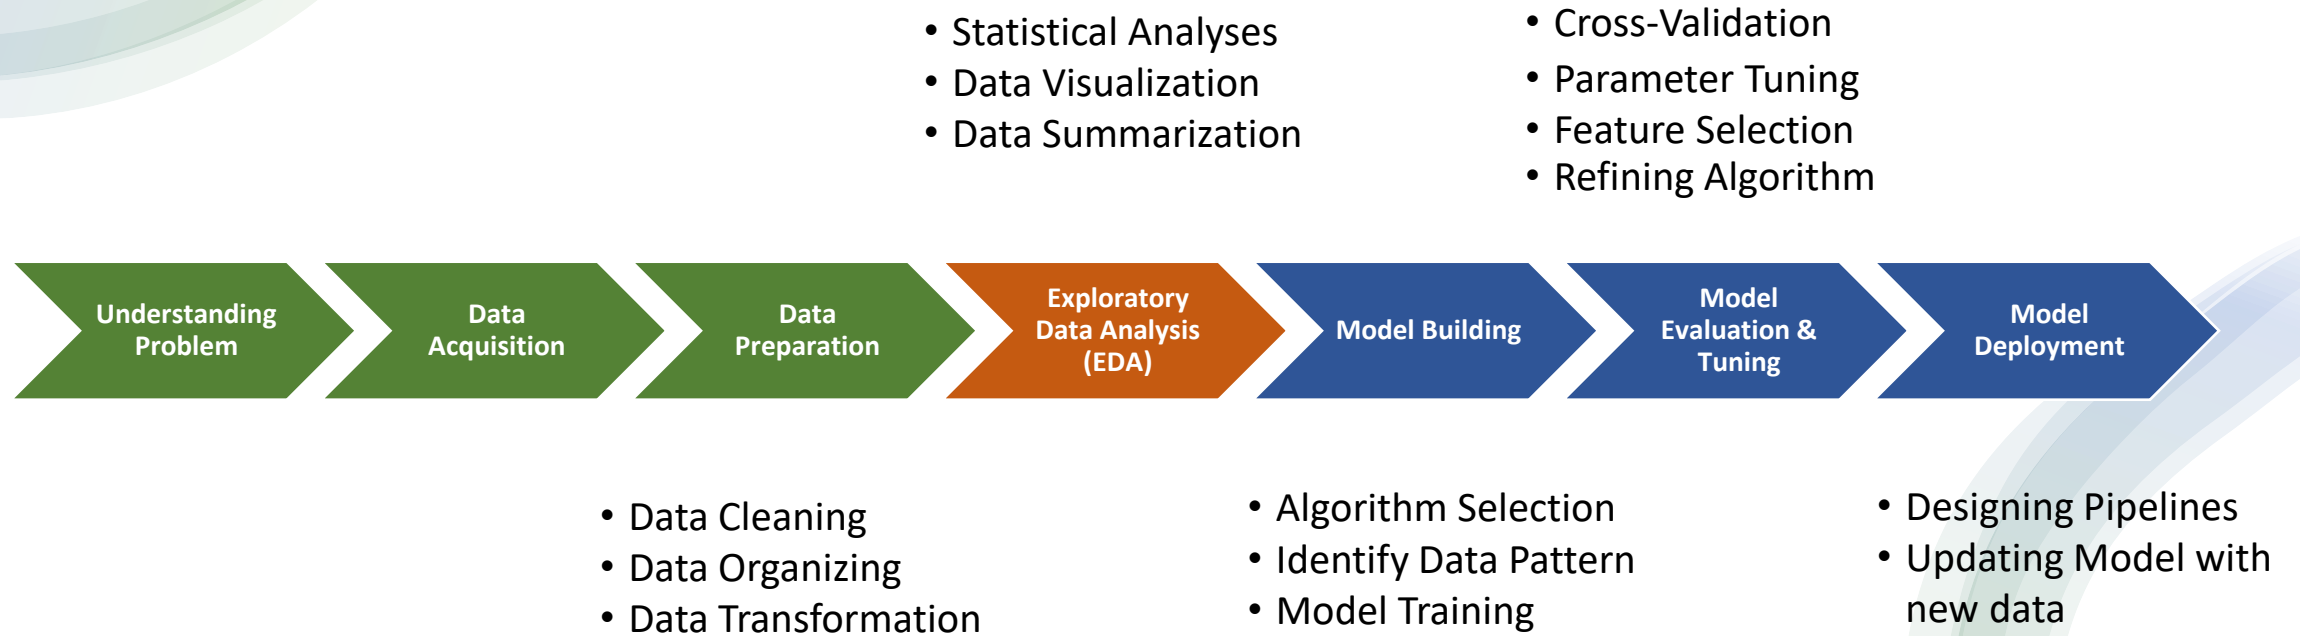 • Statistical Analyses
• Data Visualization
• Data Summarization
• Cross-Validation
• Parameter Tuning
• Feature Selection
• Refining Algorithm
Understanding
Problem
Data
Acquisition
Data
Preparation
Exploratory
Data Analysis
(EDA)
Model Building
Model
Evaluation &
Tuning
Model
Deployment
• Data Cleaning
• Data Organizing
• Data Transformation
• Algorithm Selection
• Identify Data Pattern
• Model Training
• Designing Pipelines
• Updating Model with
new data